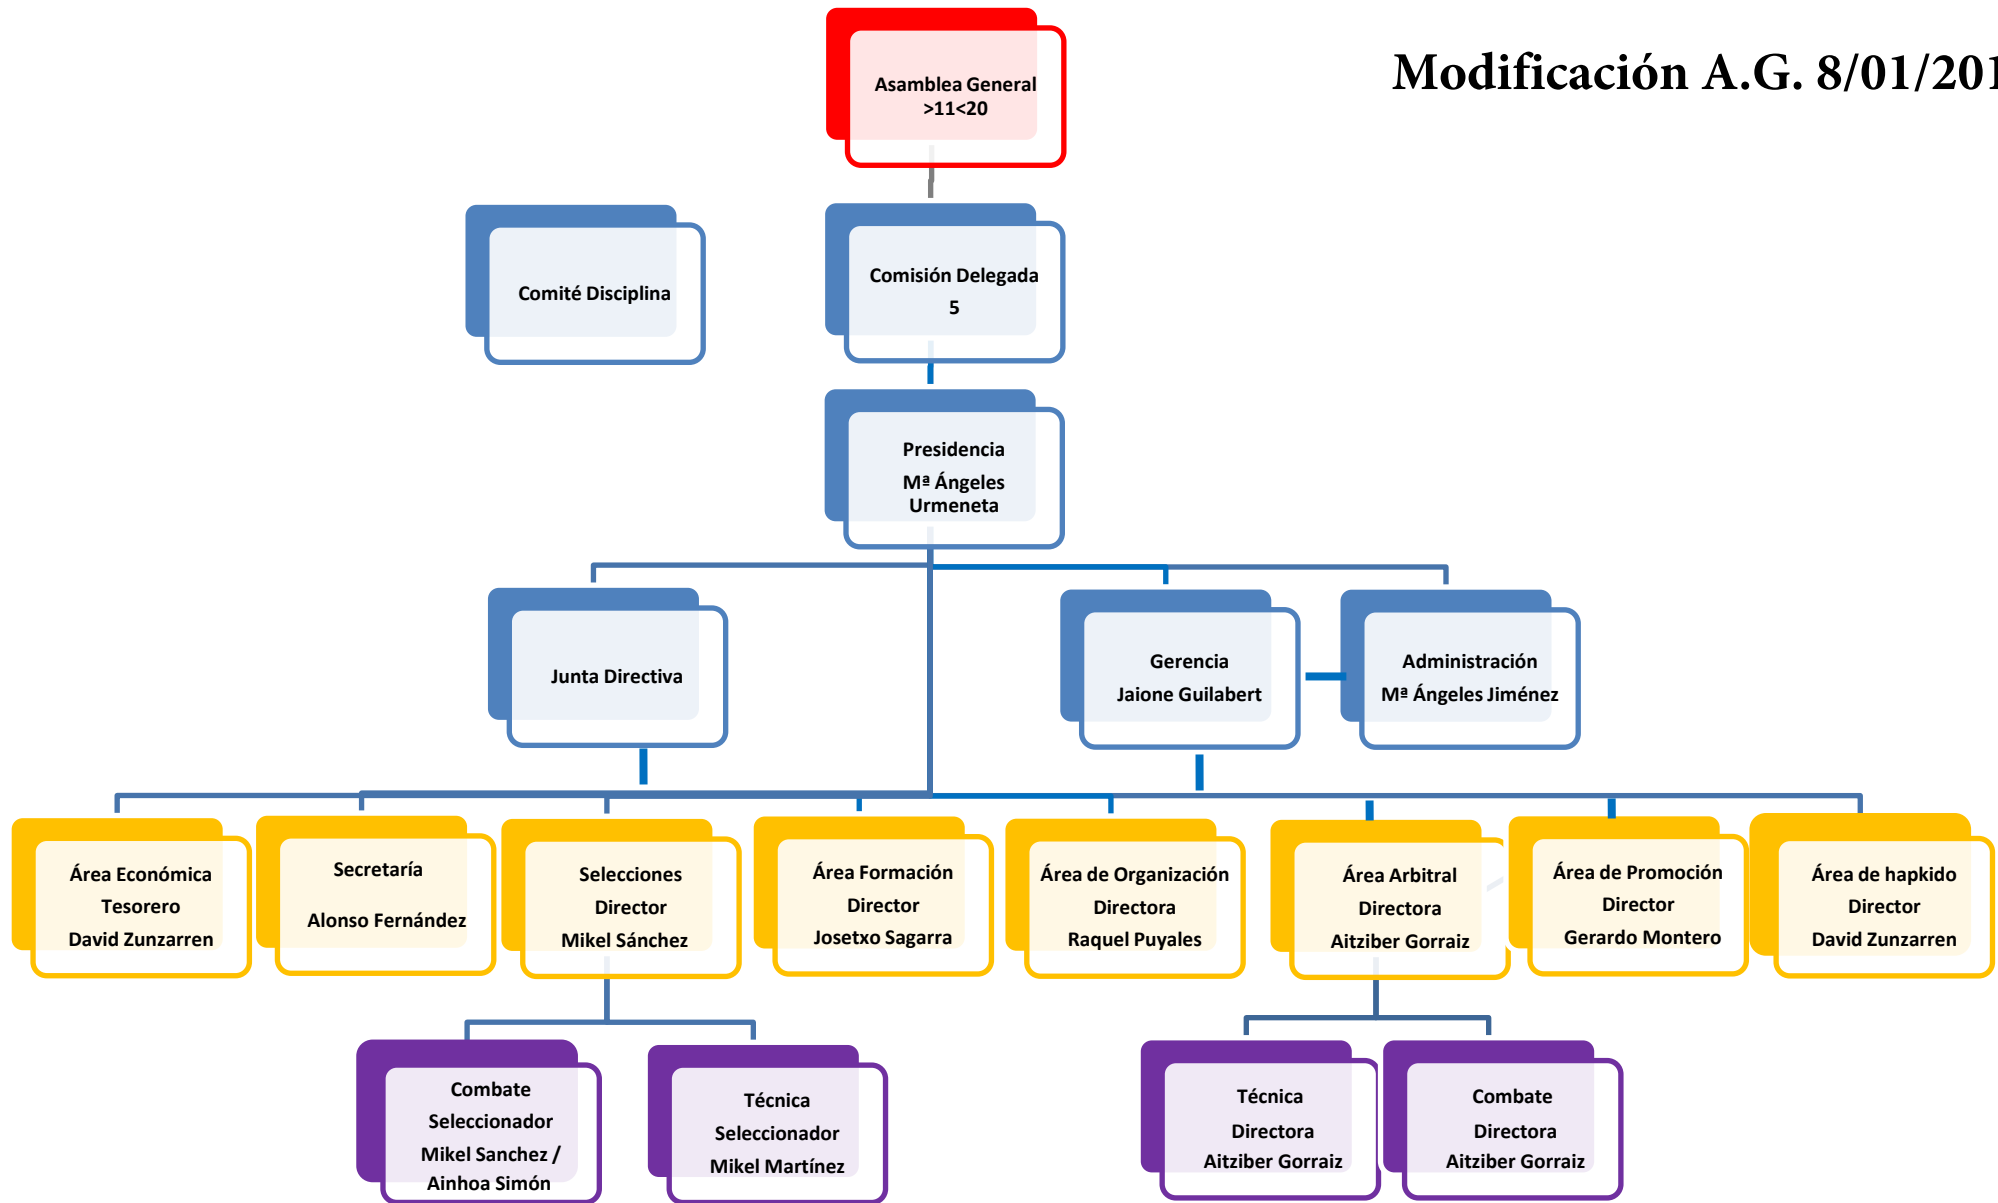 Modificación A.G. 8/01/201
Asamblea General
>11<20
Comité Disciplina
Comisión Delegada
5
Presidencia
Mª Ángeles
Urmeneta
Junta Directiva
Gerencia
Jaione Guilabert
Administración
Mª Ángeles Jiménez
Área Económica
Tesorero
David Zunzarren
Secretaría
Alonso Fernández
Selecciones
Director
Mikel Sánchez
Área Formación
Director
Josetxo Sagarra
Área de Organización
Directora
Raquel Puyales
Área Arbitral
Directora
Aitziber Gorraiz
Área de Promoción
Director
Gerardo Montero
Área de hapkido
Director
David Zunzarren
Combate
Seleccionador
Mikel Sanchez /
Ainhoa Simón
Técnica
Seleccionador
Mikel Martínez
Técnica
Directora
Aitziber Gorraiz
Combate
Directora
Aitziber Gorraiz